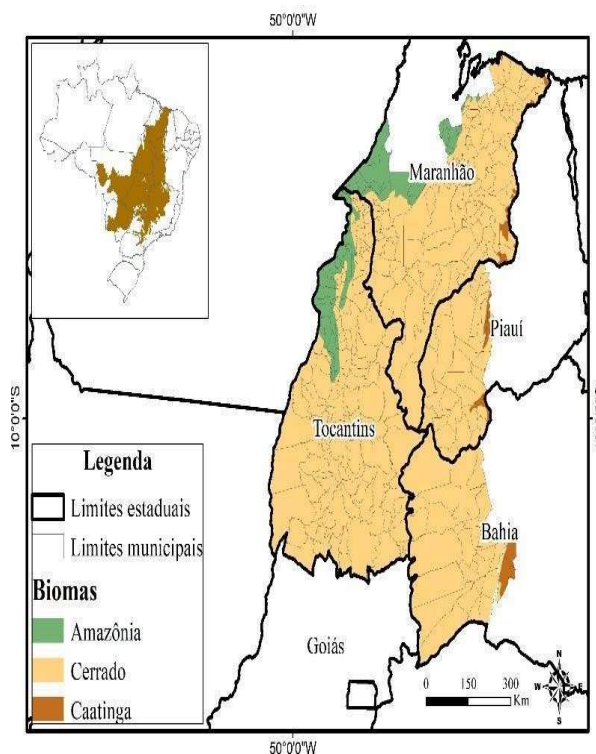 50°0'0"W
Maranhão
Piauí
10°0'0"S
Tocantins
Bahia
Goiás
Legenda
Limites estaduais
Limites municipais
Biomas
Amazônia
Cerrado
Caatinga
N
W E
S
0 150 300
Km
50°0'0"W